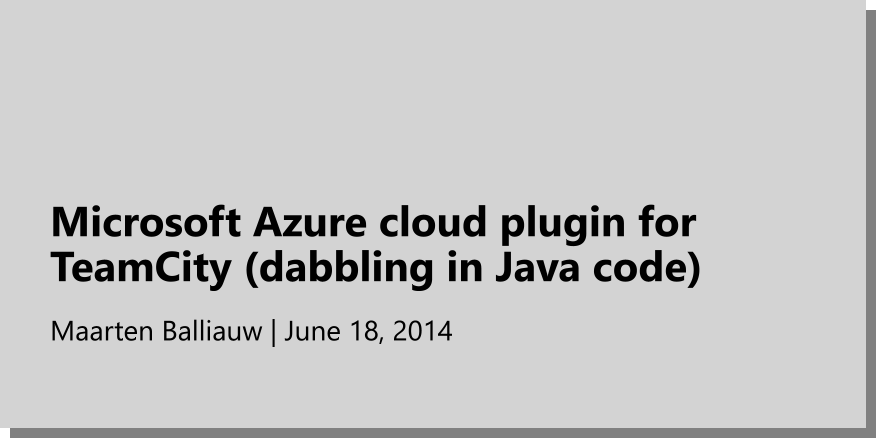 Microsoft Azure cloud plugin for
TeamCity (dabbling in Java code)
Maarten Balliauw | June 18, 2014